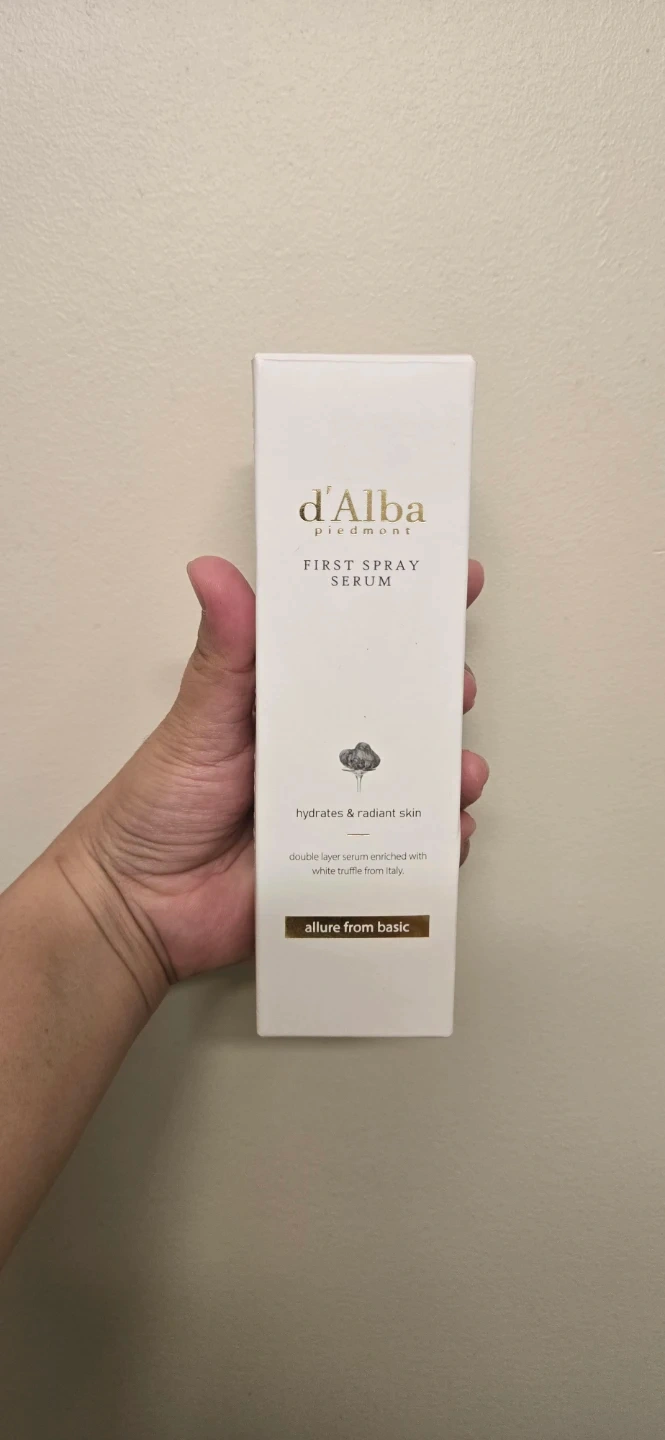 d'Alba
piedmont
FIRST SPRAY
SERUM
hydrates & radiant skin
double layer serum enriched with
white truffle from Italy.
allure from basic